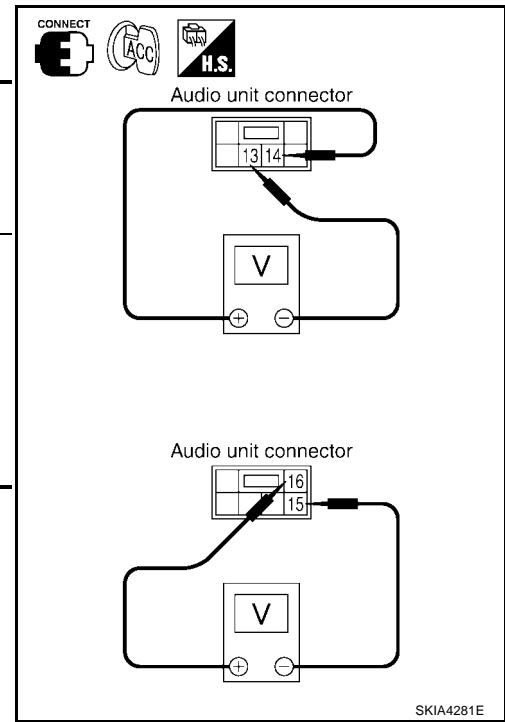 CONNECT
ACC
H.S.
Audio unit connector
13 14
V
+ −
Audio unit connector
16
15
V
+ −
SKIA4281E